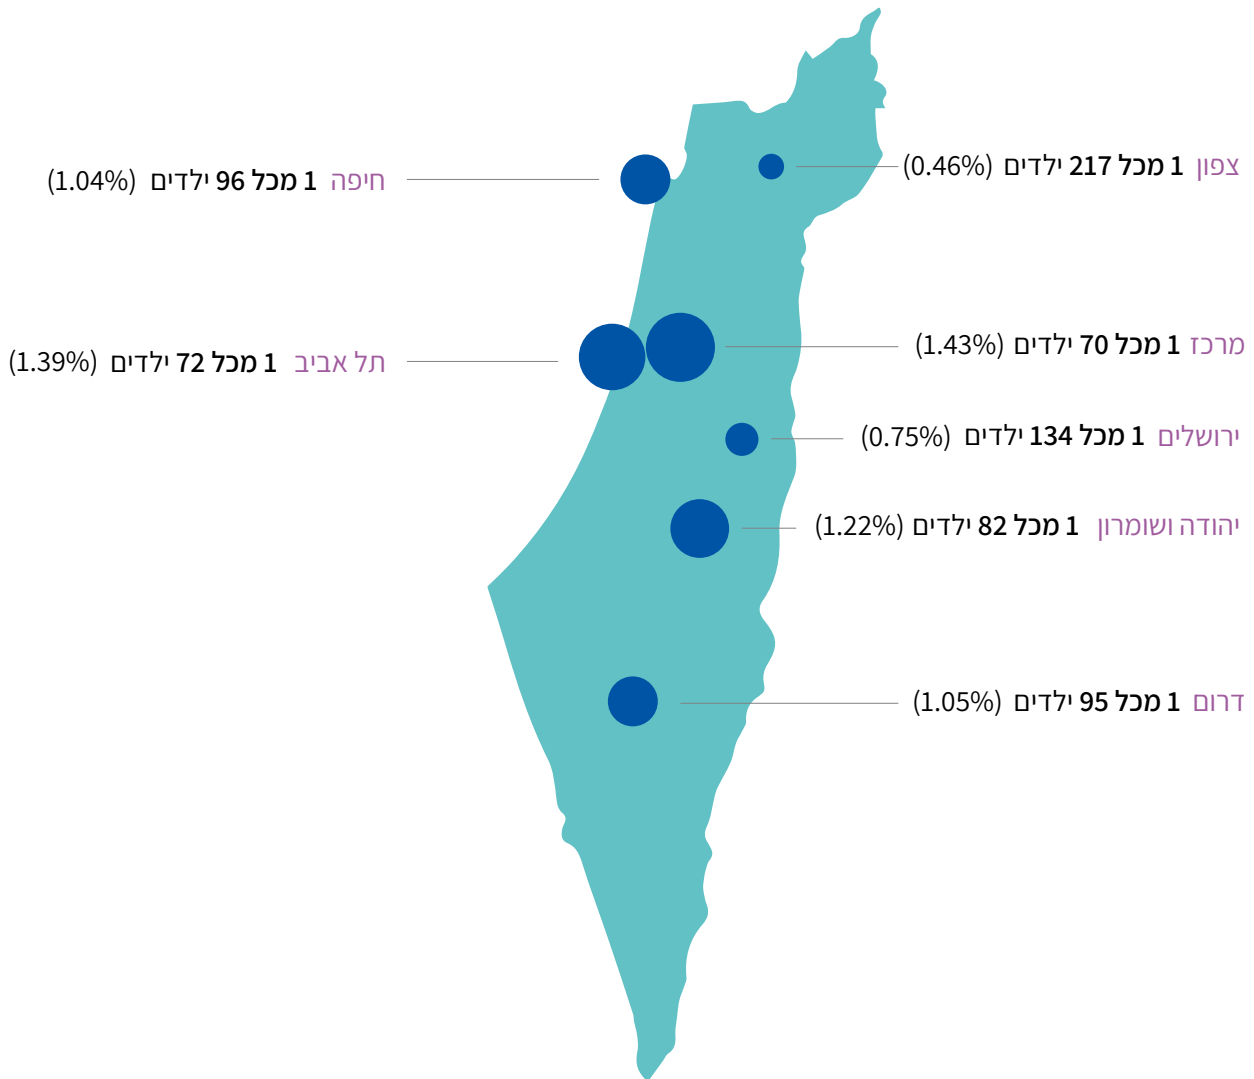 צפון 1 מכל 217 ילדים (0.46%)
חיפה 1 מכל 96 ילדים (1.04%)
מרכז 1 מכל 70 ילדים (1.43%)
תל אביב 1 מכל 72 ילדים (1.39%)
ירושלים 1 מכל 134 ילדים (0.75%)
יהודה ושומרון 1 מכל 82 ילדים (1.22%)
דרום 1 מכל 95 ילדים (1.05%)